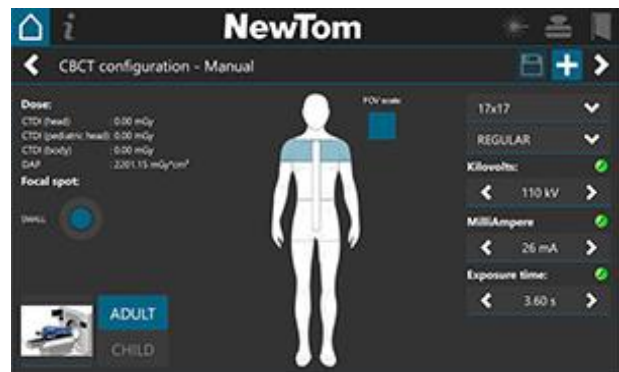 NewTom
CBCT configuration - Manual
Dose:
CTDI (head) : 0.00 mGy
CTDI (pediatric head): 0.00 mGy
CTDI (body) : 0.00 mGy
DAP : 2201.15 mGy*cm²
Focal spot:
SMALL
FOV scale:
17x17
REGULAR
Kilovolts:
110 kV
MilliAmpere
26 mA
Exposure time:
3.60 s
ADULT
CHILD